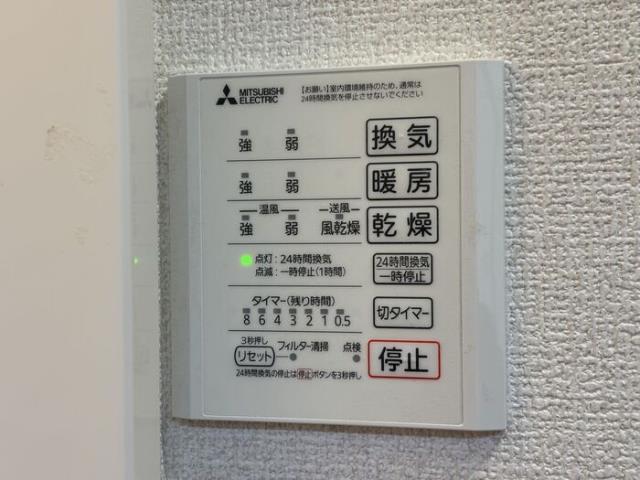 MITSUBISHI
ELECTRIC
【お願い】室内環境維持のため、通常は
24時間換気を停止させないでください
強 弱 換気
強 弱 暖房
温風 送風
強 弱 風乾燥 乾燥
点灯：24時間換気
点滅：一時停止(1時間)
24時間換気
一時停止
タイマー(残り時間)
8 6 4 3 2 1 0.5
切タイマー
3秒押し
リセット フィルター清掃 点検
停止
24時間換気の停止は停止ボタンを3秒押し